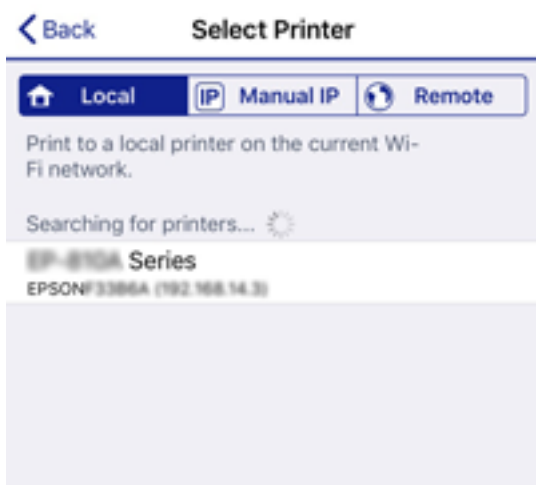 Back
Select Printer
Local
IP Manual IP
Remote
Print to a local printer on the current Wi-
Fi network.
Searching for printers...
Series
EPSON